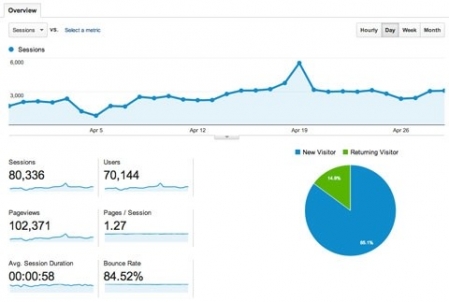 Overview
Sessions vs. Select a metric
Hourly Day Week Month
Sessions
6,000
3,000
Apr 5 Apr 12 Apr 19 Apr 26
Sessions Users
80,336 70,144
Pageviews Pages / Session
102,371 1.27
Avg. Session Duration Bounce Rate
00:00:58 84.52%
New Visitor Returning Visitor
14.9%
85.1%